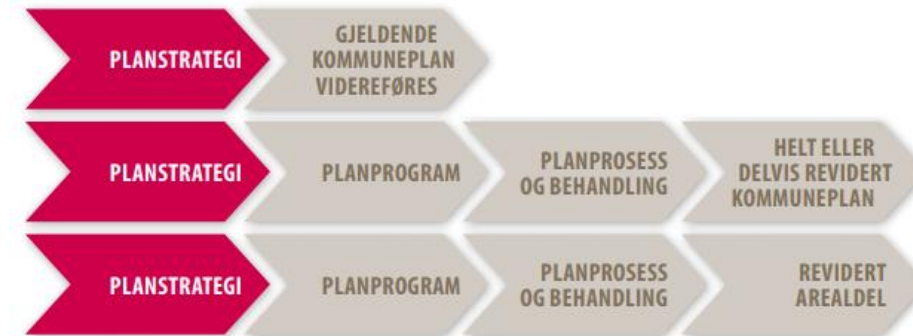 PLANSTRATEGI
GJELDENDE
KOMMUNEPLAN
VIDEREFØRES
PLANSTRATEGI
PLANPROGRAM
PLANPROSESS
OG BEHANDLING
HELT ELLER
DELVIS REVIDERT
KOMMUNEPLAN
PLANSTRATEGI
PLANPROGRAM
PLANPROSESS
OG BEHANDLING
REVIDERT
AREALDEL